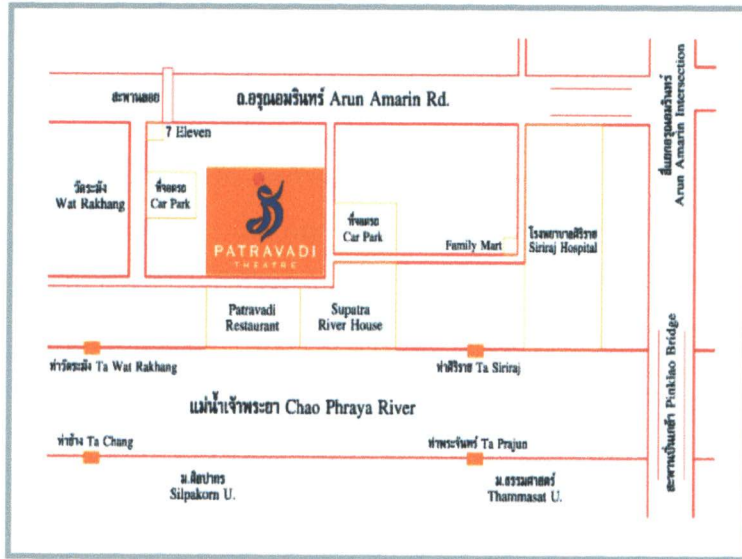 สะพานลอย
ถ.อรุณอมรินทร์ Arun Amarin Rd.
สี่แยกอรุณอมรินทร์
Arun Amarin Intersection
7 Eleven
วัดระฆัง
Wat Rakhang
ที่จอดรถ
Car Park
PATRAVADI
THEATRE
ที่จอดรถ
Car Park
Family Mart
โรงพยาบาลศิริราช
Siriraj Hospital
Patravadi
Restaurant
Supatra
River House
ท่าวัดระฆัง Ta Wat Rakhang
ท่าศิริราช Ta Siriraj
สะพานปิ่นเกล้า Pinklao Bridge
แม่น้ำเจ้าพระยา Chao Phraya River
ท่าช้าง Ta Chang
ท่าพระจันทร์ Ta Prajun
ม.ศิลปากร
Silpakorn U.
ม.ธรรมศาสตร์
Thammasat U.